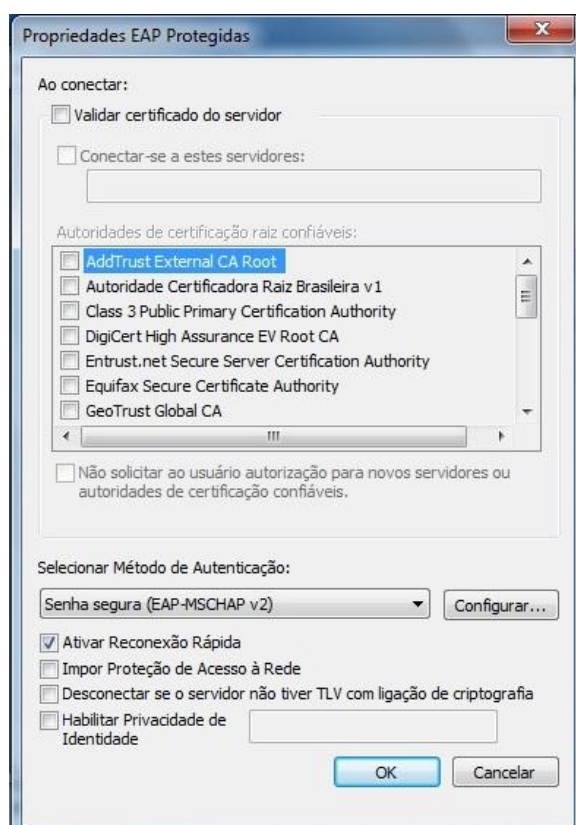 Propriedades EAP Protegidas
Ao conectar:
Validar certificado do servidor
Conectar-se a estes servidores:
Autoridades de certificação raiz confiáveis:
AddTrust External CA Root
Autoridade Certificadora Raiz Brasileira v1
Class 3 Public Primary Certification Authority
DigiCert High Assurance EV Root CA
Entrust.net Secure Server Certification Authority
Equifax Secure Certificate Authority
GeoTrust Global CA
Não solicitar ao usuário autorização para novos servidores ou
autoridades de certificação confiáveis.
Selecionar Método de Autenticação:
Senha segura (EAP-MSCHAP v2)
Configurar...
Ativar Reconexão Rápida
Impor Proteção de Acesso à Rede
Desconectar se o servidor não tiver TLV com ligação de criptografia
Habilitar Privacidade de
Identidade
OK
Cancelar